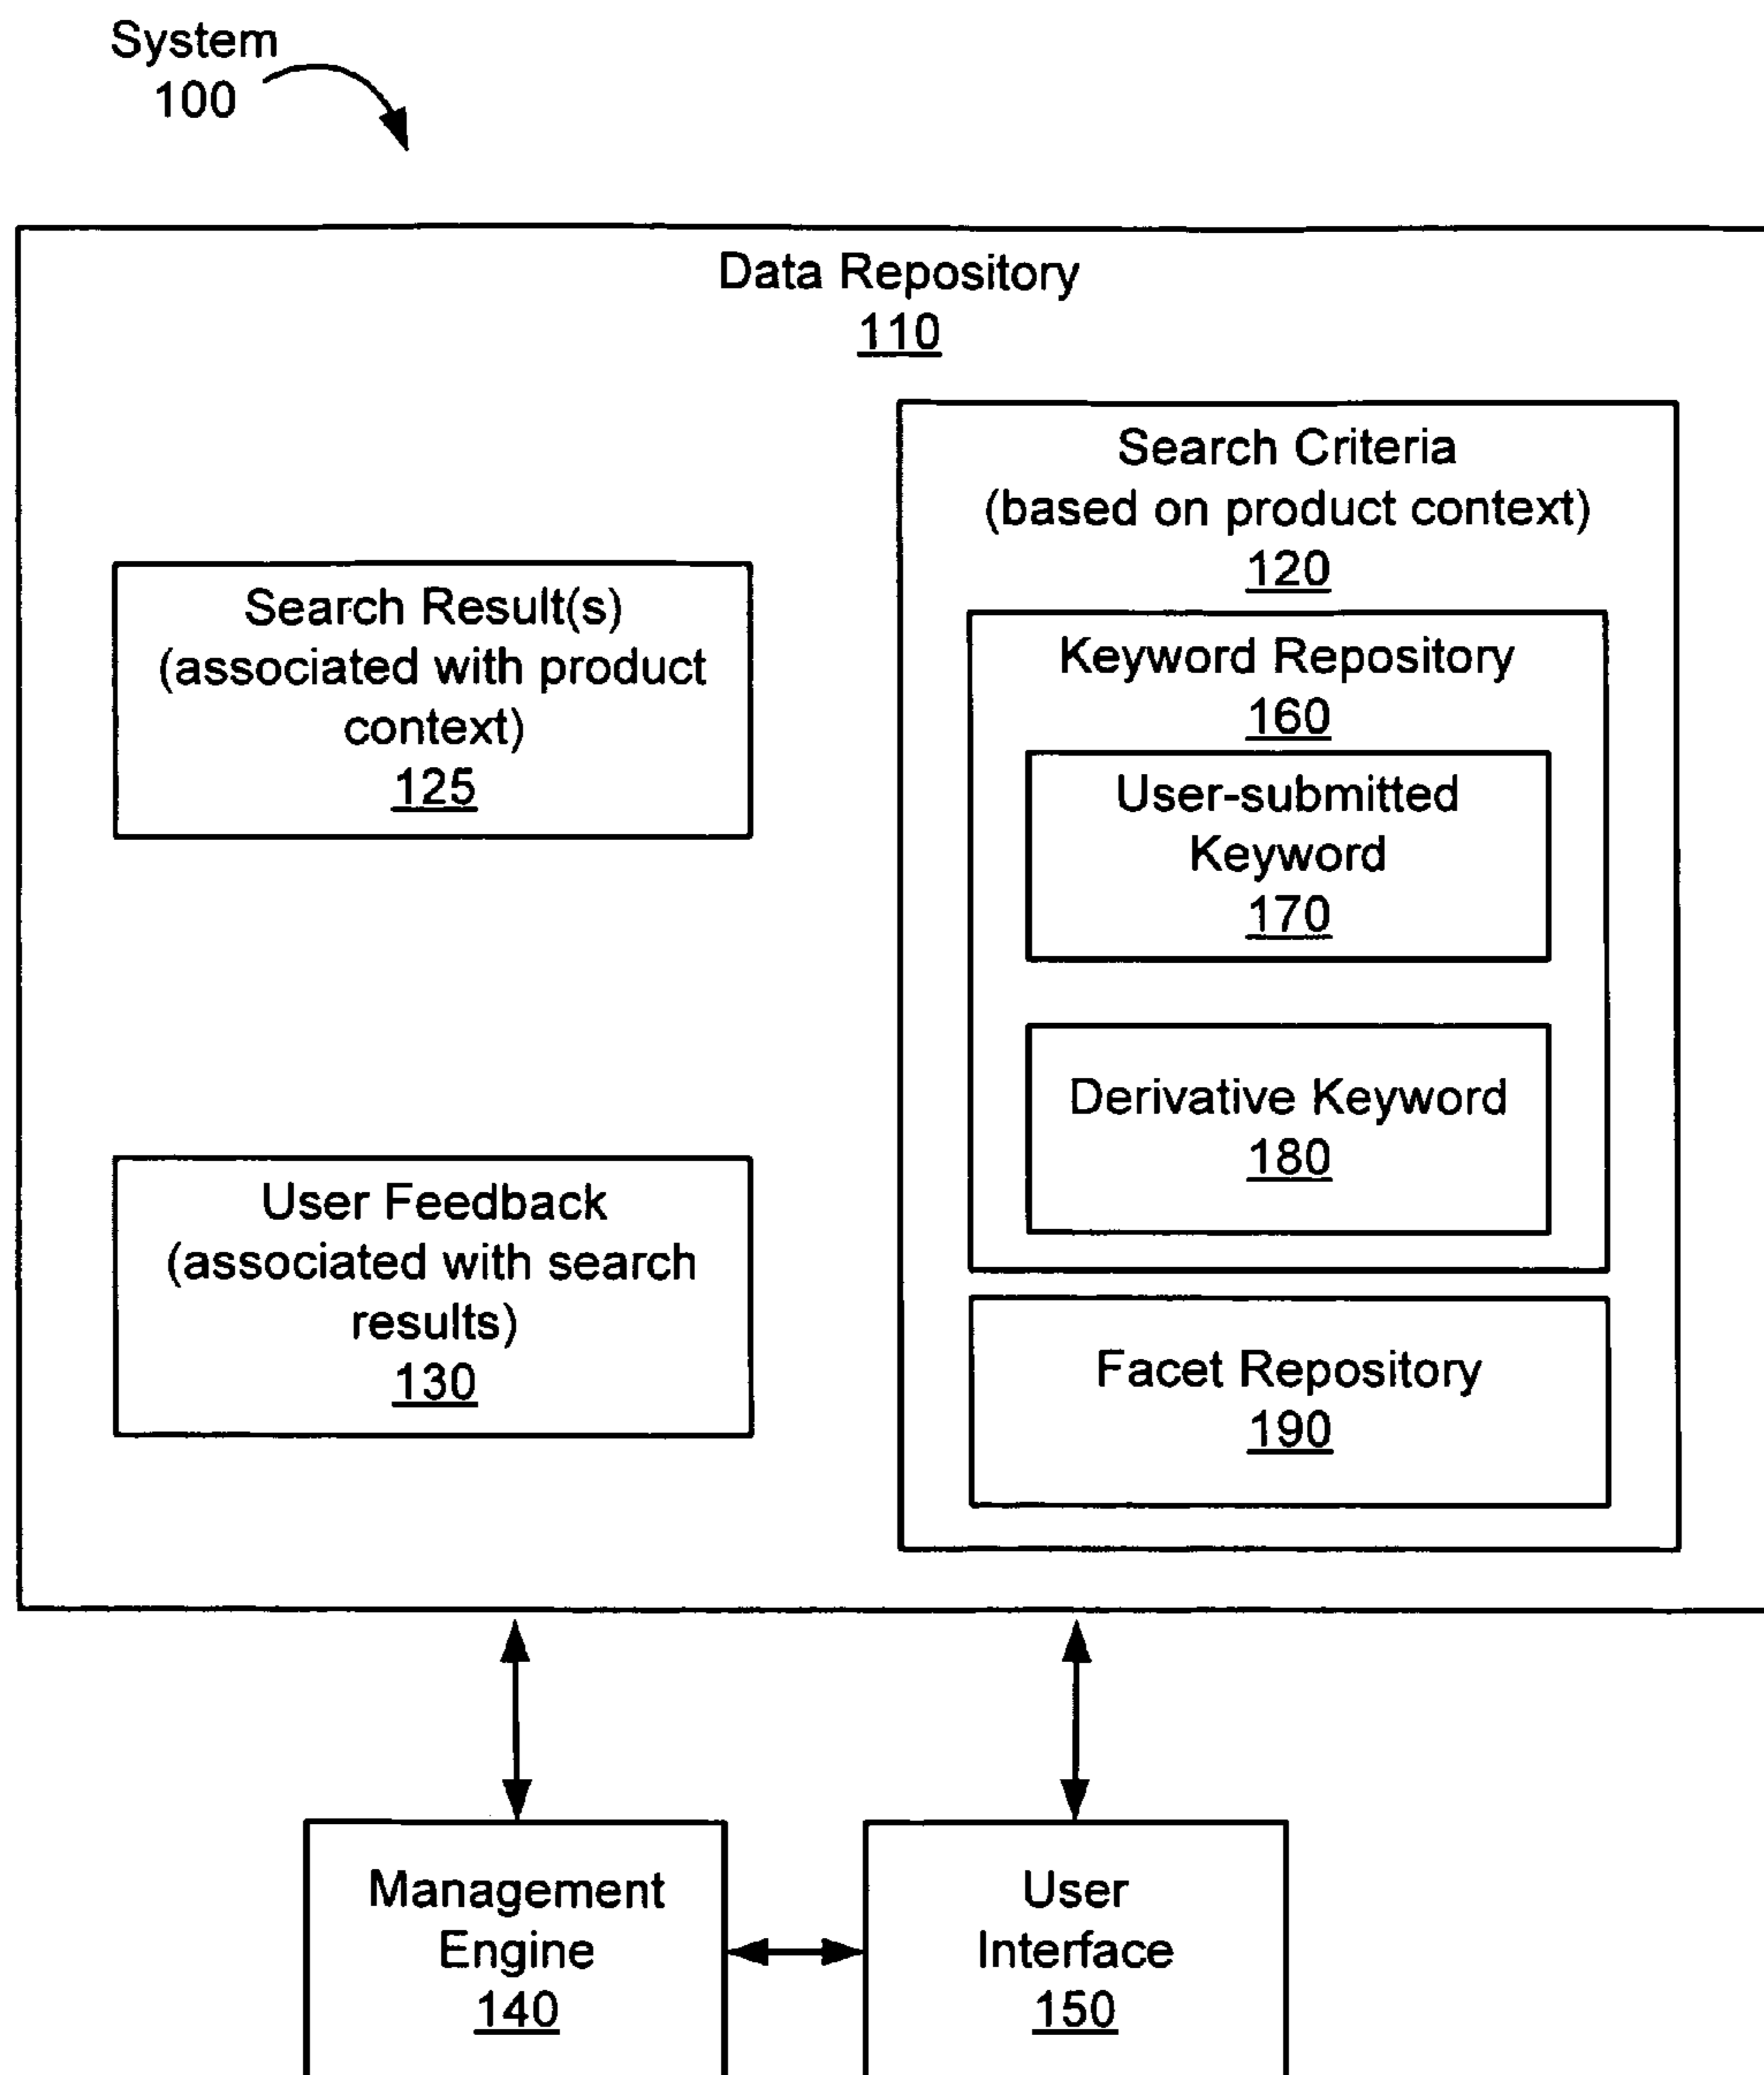 System
100
Data Repository
110
Search Result(s)
(associated with product
context)
125
User Feedback
(associated with search
results)
130
Search Criteria
(based on product context)
120
Keyword Repository
160
User-submitted
Keyword
170
Derivative Keyword
180
Facet Repository
190
Management
Engine
140
User
Interface
150